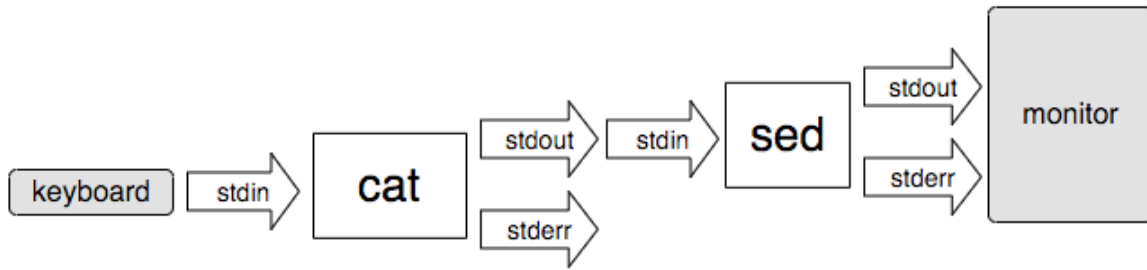 keyboard
stdin
cat
stdout
stderr
stdin
sed
stdout
stderr
monitor